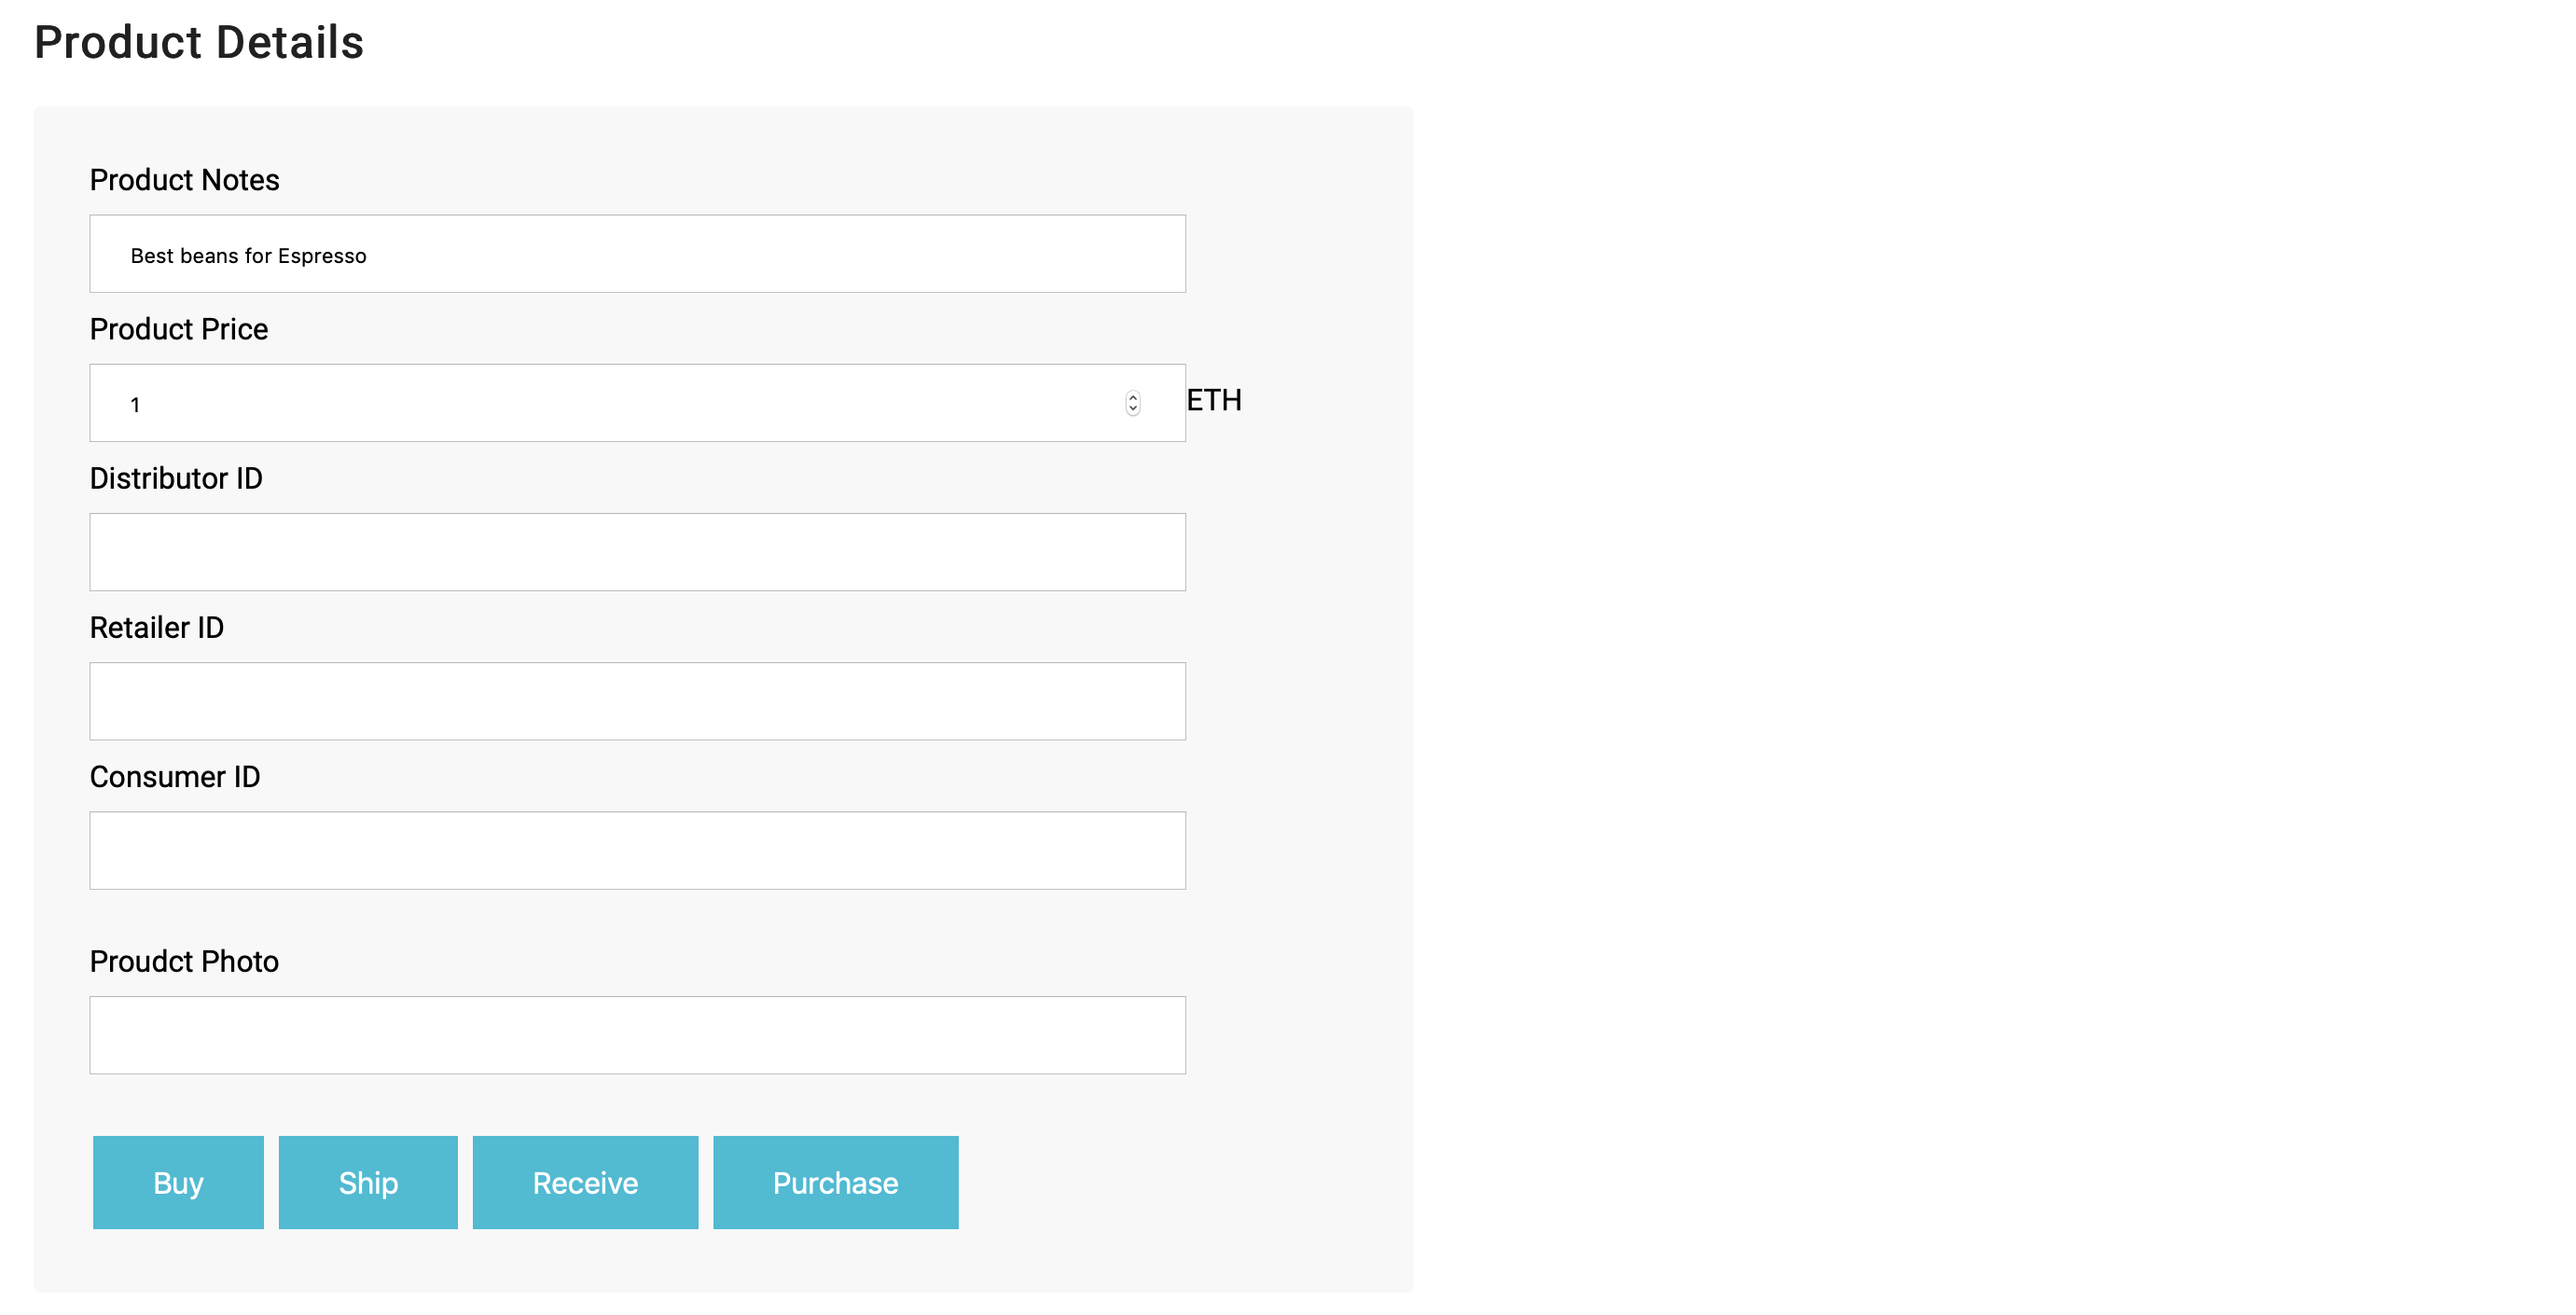 Product Details
Product Notes
Best beans for Espresso
Product Price
1
ETH
Distributor ID
Retailer ID
Consumer ID
Proudct Photo
Buy
Ship
Receive
Purchase